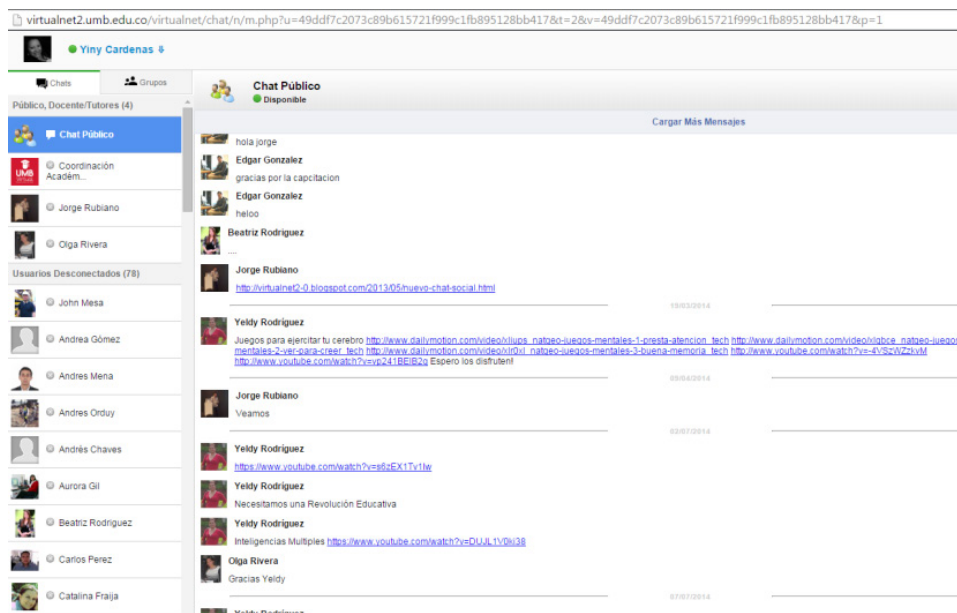 virtualnet2.umb.edu.co/virtualnet/chat/n/m.php?u=49ddf7c2073c89b615721f999c1fb895128bb417&t=2&v=49ddf7c2073c89b615721f999c1fb895128bb417&p=1
Yiny Cardenas
Chats
Grupos
Público, Docente/Tutores (4)
Chat Público
UMB
Coordinación
Académ...
Jorge Rubiano
Olga Rivera
Usuarios Desconectados (78)
John Mesa
Andrea Gómez
Andres Mena
Andres Orduy
Andrés Chaves
Aurora Gil
Beatriz Rodriguez
Carlos Perez
Catalina Fraija
Chat Público
Disponible
Cargar Más Mensajes
hola jorge
Edgar Gonzalez
gracias por la capcitacion
Edgar Gonzalez
heloo
Beatriz Rodriguez
....
Jorge Rubiano
http://virtualnet2-0.blogspot.com/2013/05/nuevo-chat-social.html
18/03/2014
Yeldy Rodriguez
Juegos para ejercitar tu cerebro http://www.dailymotion.com/video/xliups_natgeo-juegos-mentales-1-presta-atencion_tech http://www.dailymotion.com/video/xlqbce_natgeo-juegos
mentales-2-ver-para-creer_tech http://www.dailymotion.com/video/xlr0xl_natgeo-juegos-mentales-3-buena-memoria_tech http://www.youtube.com/watch?v=-4VSzWZzkvM
http://www.youtube.com/watch?v=vp241BEIB2o Espero los disfruten!
09/04/2014
Jorge Rubiano
Veamos
02/07/2014
Yeldy Rodriguez
https://www.youtube.com/watch?v=s6zEX1Tv1lw
Yeldy Rodriguez
Necesitamos una Revolución Educativa
Yeldy Rodriguez
Inteligencias Multiples https://www.youtube.com/watch?v=DUJL1V0ki38
Olga Rivera
Gracias Yeldy
07/07/2014
Yeldy Rodriguez